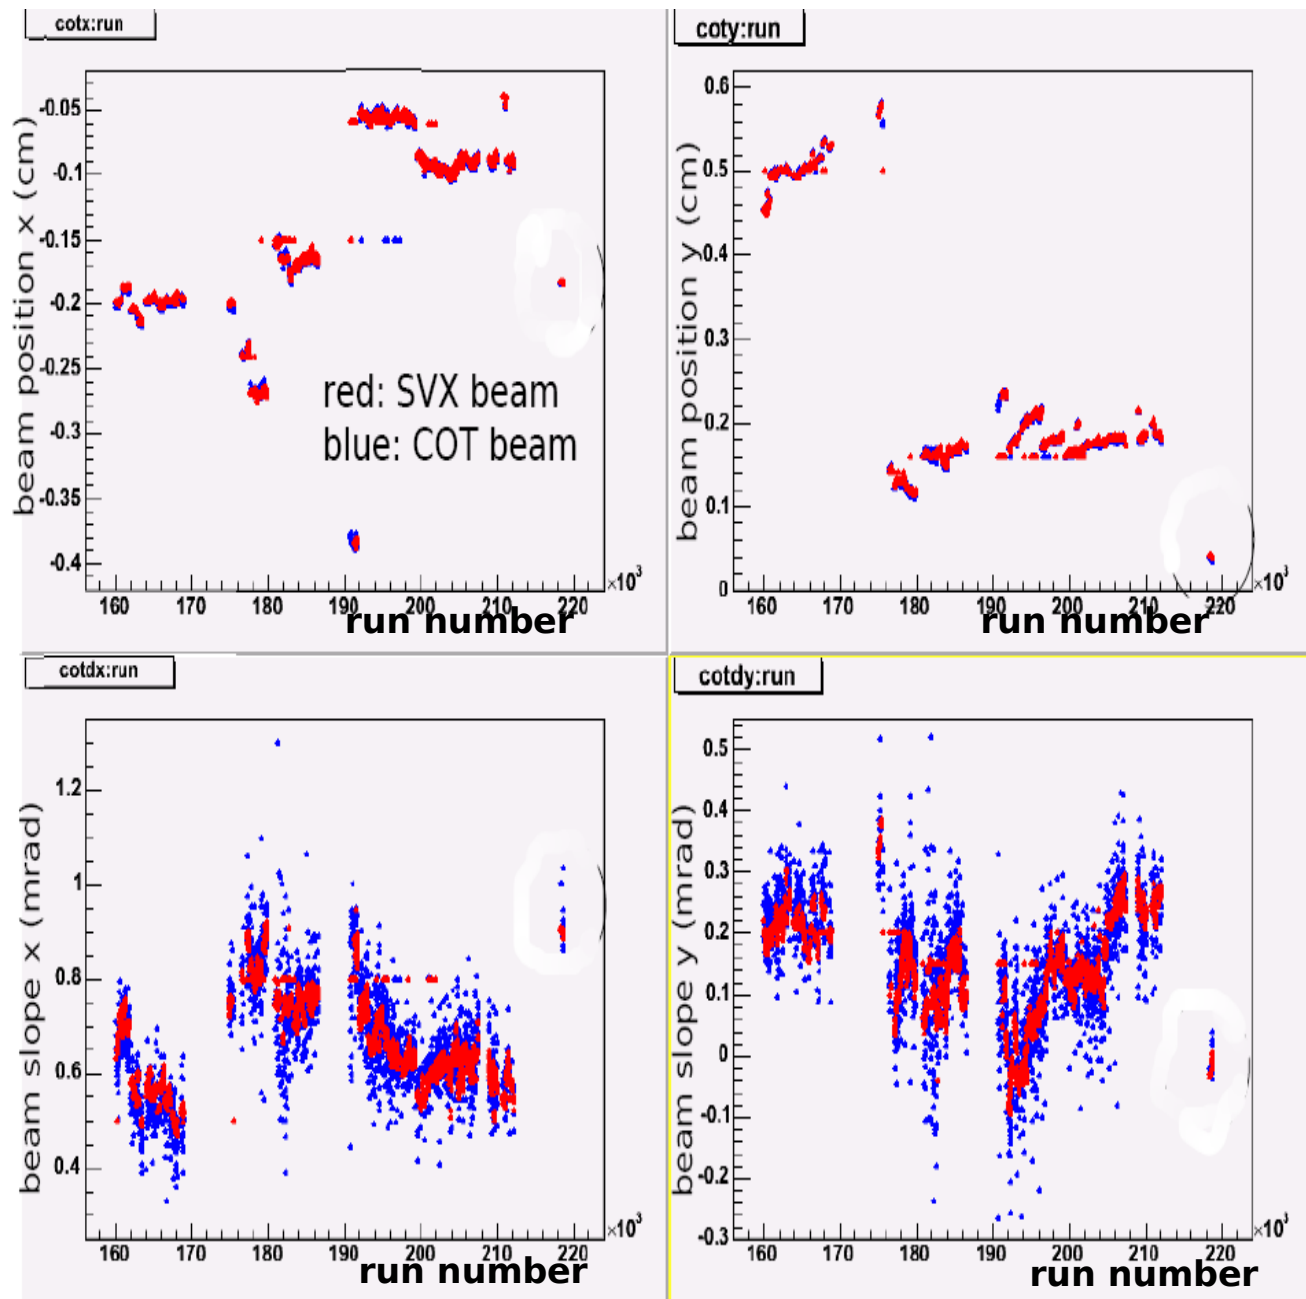 cotx:run
beam position x (cm)
-0.05
-0.1
-0.15
-0.2
-0.25
-0.3
-0.35
-0.4
red: SVX beam
blue: COT beam
160 170 180 190 200 210 220
×10³
run number
coty:run
beam position y (cm)
0.6
0.5
0.4
0.3
0.2
0.1
0
160 170 180 190 200 210 220
×10³
run number
cotdx:run
beam slope x (mrad)
1.2
1
0.8
0.6
0.4
160 170 180 190 200 210 220
×10³
run number
cotdy:run
beam slope y (mrad)
0.5
0.4
0.3
0.2
0.1
0
-0.1
-0.2
-0.3
160 170 180 190 200 210 220
×10³
run number